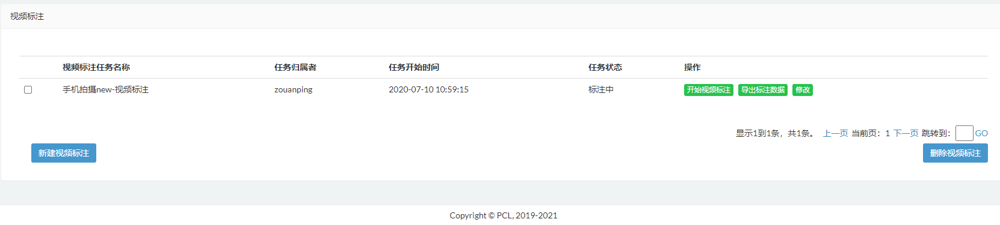 视频标注
视频标注任务名称 任务归属者 任务开始时间 任务状态 操作
手机拍摄new-视频标注 zouanping 2020-07-10 10:59:15 标注中 开始视频标注 导出标注数据 修改
显示1到1条，共1条。 上一页 当前页：1 下一页 跳转到： GO
新建视频标注 删除视频标注
Copyright © PCL, 2019-2021